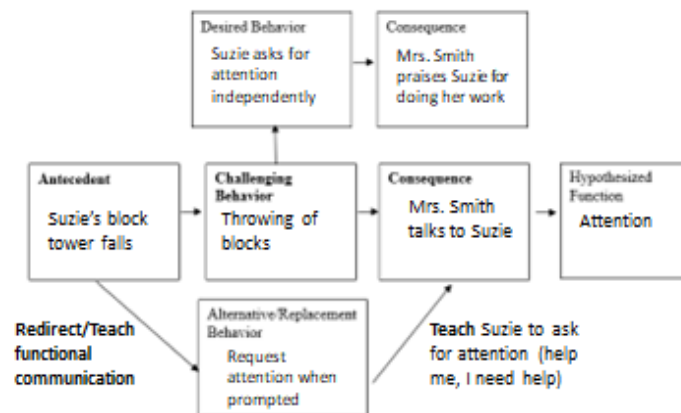 Desired Behavior
Suzie asks for
attention
independently
Consequence
Mrs. Smith
praises Suzie for
doing her work
Antecedent
Suzie's block
tower falls
Challenging
Behavior
Throwing of
blocks
Consequence
Mrs. Smith
talks to Suzie
Hypothesized
Function
Attention
Redirect/Teach
functional
communication
Alternative/Replacement
Behavior
Request
attention when
prompted
Teach Suzie to ask
for attention (help
me, I need help)